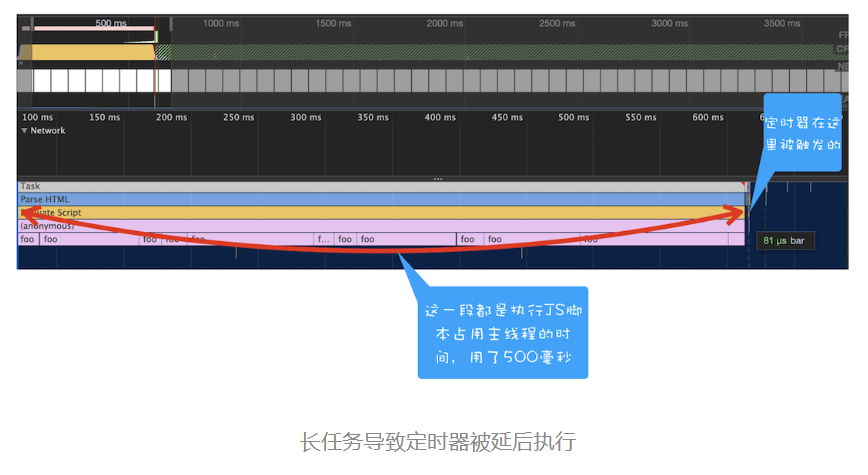 500 ms 1000 ms 1500 ms 2000 ms 2500 ms 3000 ms 3500 ms
FP
CP
NE
100 ms 150 ms 200 ms 250 ms 300 ms 350 ms 400 ms 450 ms 500 ms 550 ms 600 ms
▼ Network
定时器在这
里被触发的
...
Task
Parse HTML
Script
(anonymous)
foo foo foo foo foo f... foo foo foo foo foo
81 μs bar
这一段都是执行JS脚
本占用主线程的时
间，用了500毫秒
长任务导致定时器被延后执行